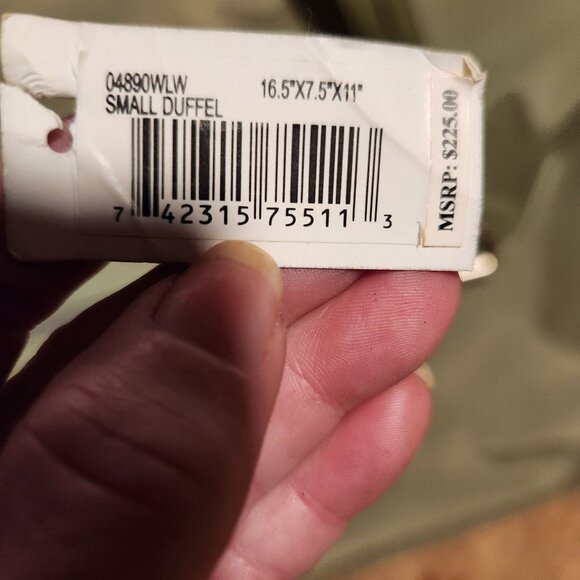 04890WLW 16.5"X7.5"X11"
SMALL DUFFEL
7 42315 75511 3
MSRP: $225.00